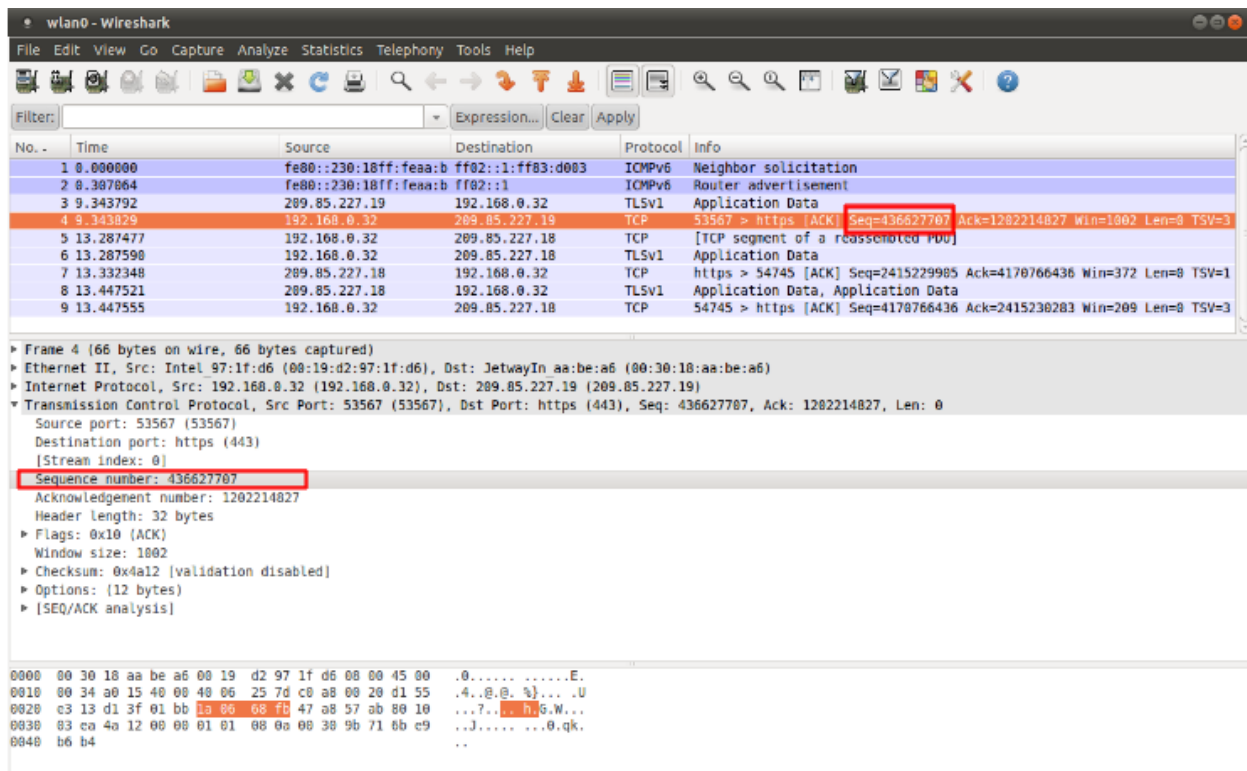 wlan0 - Wireshark
File Edit View Go Capture Analyze Statistics Telephony Tools Help
Filter: Expression... Clear Apply
No. . Time Source Destination Protocol Info
1 0.000000 fe80::230:18ff:feaa:b ff02::1:ff83:d003 ICMPv6 Neighbor solicitation
2 0.307064 fe80::230:18ff:feaa:b ff02::1 ICMPv6 Router advertisement
3 9.343792 209.85.227.19 192.168.0.32 TLSv1 Application Data
4 9.343829 192.168.0.32 209.85.227.19 TCP 53567 > https [ACK] Seq=436627707 Ack=1202214827 Win=1002 Len=0 TSV=3
5 13.287477 192.168.0.32 209.85.227.18 TCP [TCP segment of a reassembled PDU]
6 13.287590 192.168.0.32 209.85.227.18 TLSv1 Application Data
7 13.332348 209.85.227.18 192.168.0.32 TCP https > 54745 [ACK] Seq=2415229905 Ack=4170766436 Win=372 Len=0 TSV=1
8 13.447521 209.85.227.18 192.168.0.32 TLSv1 Application Data, Application Data
9 13.447555 192.168.0.32 209.85.227.18 TCP 54745 > https [ACK] Seq=4170766436 Ack=2415230283 Win=209 Len=0 TSV=3
Frame 4 (66 bytes on wire, 66 bytes captured)
Ethernet II, Src: Intel_97:1f:d6 (00:19:d2:97:1f:d6), Dst: JetwayIn_aa:be:a6 (00:30:18:aa:be:a6)
Internet Protocol, Src: 192.168.0.32 (192.168.0.32), Dst: 209.85.227.19 (209.85.227.19)
Transmission Control Protocol, Src Port: 53567 (53567), Dst Port: https (443), Seq: 436627707, Ack: 1202214827, Len: 0
Source port: 53567 (53567)
Destination port: https (443)
[Stream index: 0]
Sequence number: 436627707
Acknowledgement number: 1202214827
Header length: 32 bytes
Flags: 0x10 (ACK)
Window size: 1002
Checksum: 0x4a12 [validation disabled]
Options: (12 bytes)
[SEQ/ACK analysis]
0000 00 30 18 aa be a6 00 19 d2 97 1f d6 08 00 45 00 .0...... ......E.
0010 00 34 a0 15 40 00 40 06 25 7d c0 a8 00 20 d1 55 .4..@.@. %}... .U
0020 e3 13 d1 3f 01 bb 1a 06 68 fb 47 a8 57 ab 80 10 ...?.... h.G.W...
0030 03 ea 4a 12 00 00 01 01 08 0a 00 30 9b 71 6b e9 ..J..... ...0.qk.
0040 b6 b4 ..